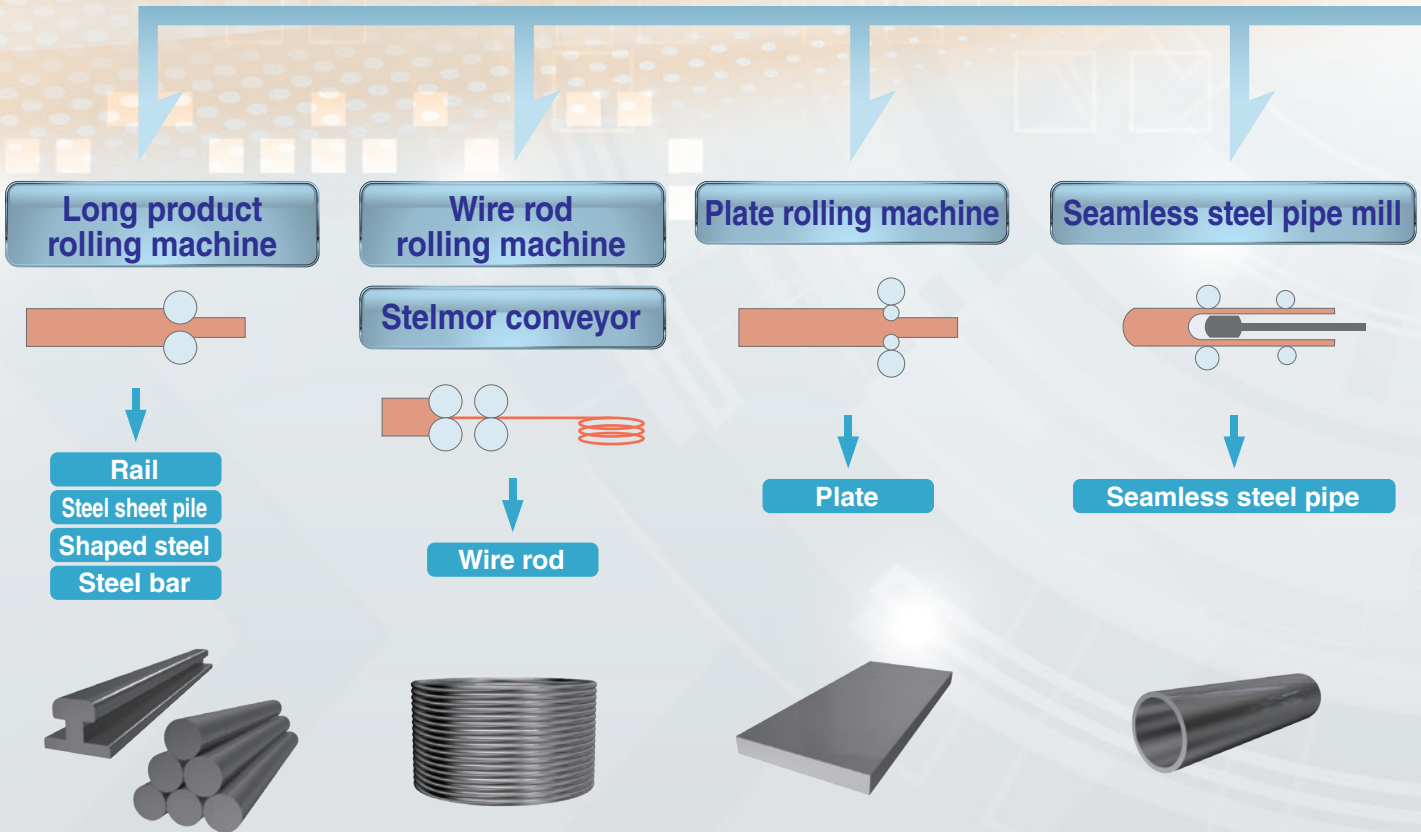 Long product
rolling machine
Wire rod
rolling machine
Stelmor conveyor
Plate rolling machine
Seamless steel pipe mill
Rail
Steel sheet pile
Shaped steel
Steel bar
Wire rod
Plate
Seamless steel pipe